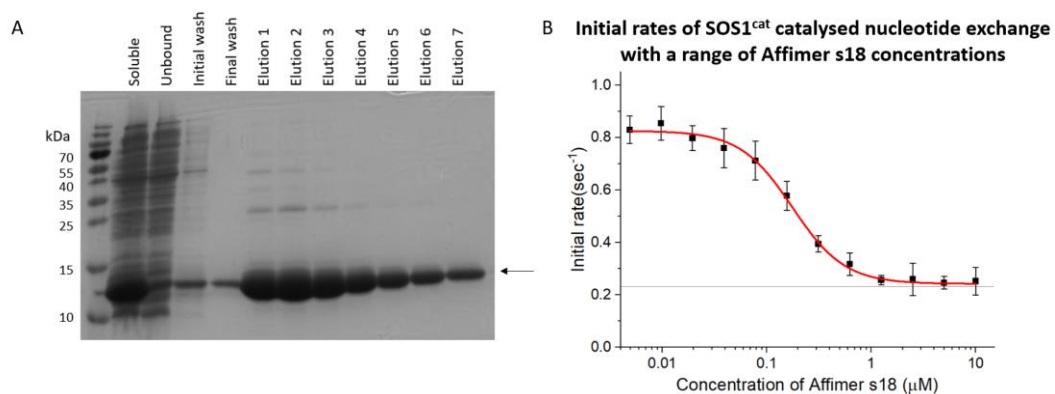 A
Soluble
Unbound
Initial wash
Final wash
Elution 1
Elution 2
Elution 3
Elution 4
Elution 5
Elution 6
Elution 7
kDa
70
55
40
35
25
15
10
B
Initial rates of SOS1cat catalysed nucleotide exchange
with a range of Affimer s18 concentrations
Initial rate(sec-1)
1.0
0.8
0.6
0.4
0.2
0.0
0.01
0.1
1
10
Concentration of Affimer s18 (μM)